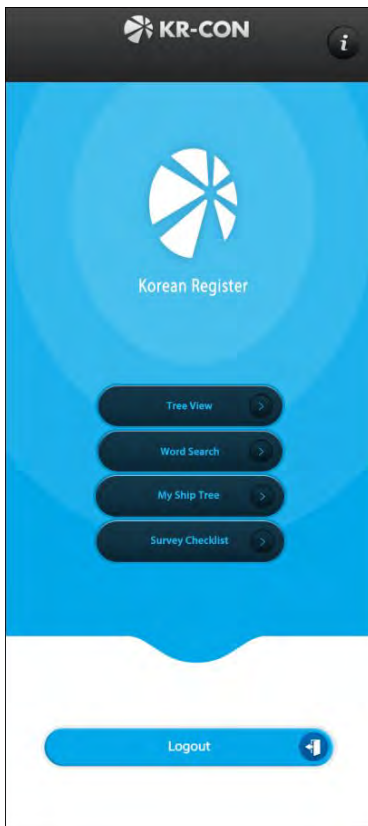 KR-CON
i
Korean Register
Tree View
Word Search
My Ship Tree
Survey Checklist
Logout